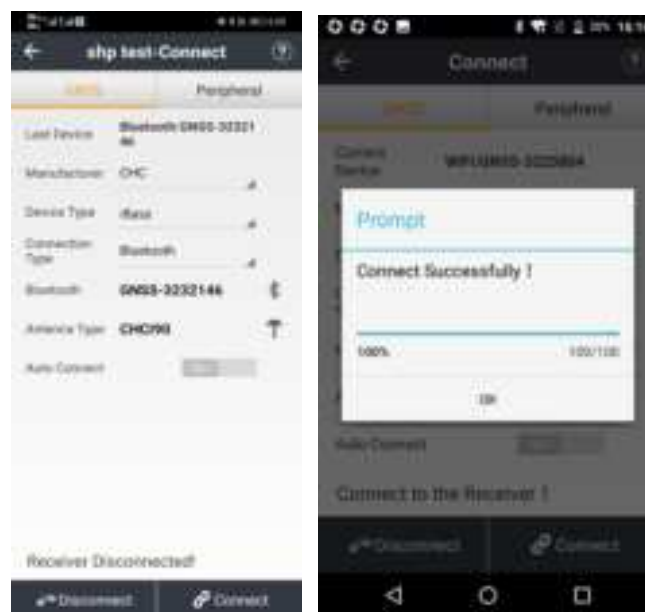 shp test-Connect
Peripheral
Last Device
Bluetooth GNSS-32321
46
Manufacturer CHC
Device Type
Connection
Type
Bluetooth
Bluetooth GNSS-3232146
Antenna Type CHCI90
Auto Connect
Receiver Disconnected!
Disconnect Connect
Connect
Peripheral
Prompt
Connect Successfully !
100% 100/100
OK
Auto Connect
Connect to the Receiver !
Disconnect Connect